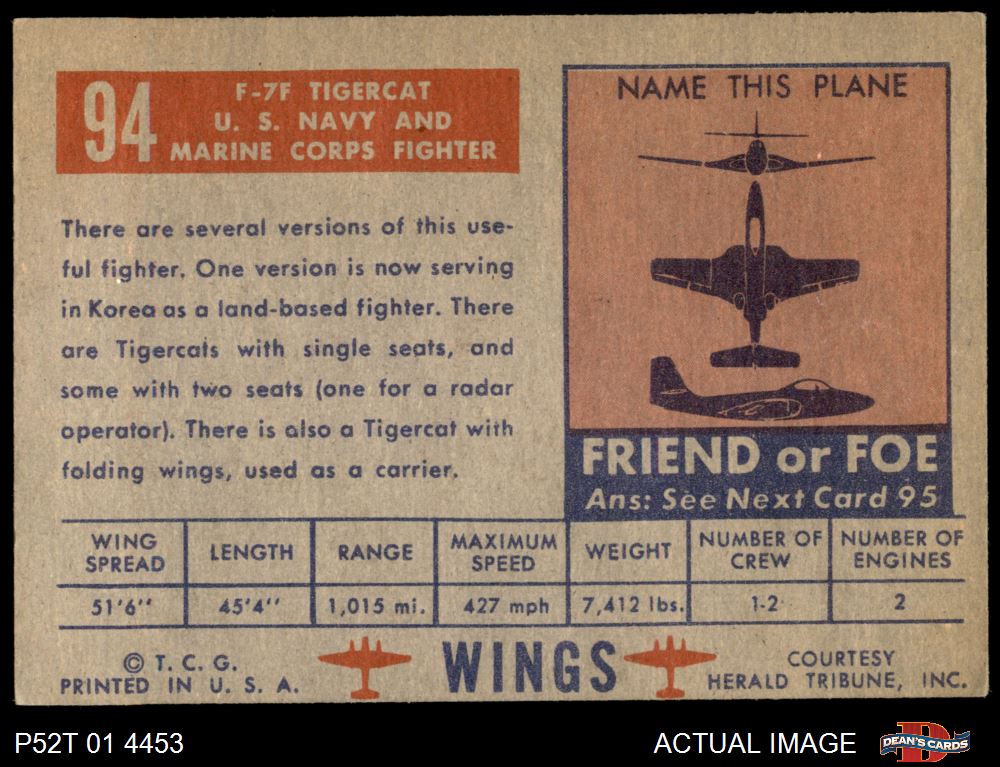 94
F-7F TIGERCAT
U. S. NAVY AND
MARINE CORPS FIGHTER
There are several versions of this use-
ful fighter. One version is now serving
in Korea as a land-based fighter. There
are Tigercats with single seats, and
some with two seats (one for a radar
operator). There is also a Tigercat with
folding wings, used as a carrier.
NAME THIS PLANE
FRIEND or FOE
Ans: See Next Card 95
WING SPREAD LENGTH RANGE MAXIMUM SPEED WEIGHT NUMBER OF CREW NUMBER OF ENGINES
51'6" 45'4" 1,015 mi. 427 mph 7,412 lbs. 1-2 2
© T. C. G.
PRINTED IN U. S. A.
WINGS
COURTESY
HERALD TRIBUNE, INC.
P52T 01 4453
ACTUAL IMAGE
D
DEAN'S CARDS